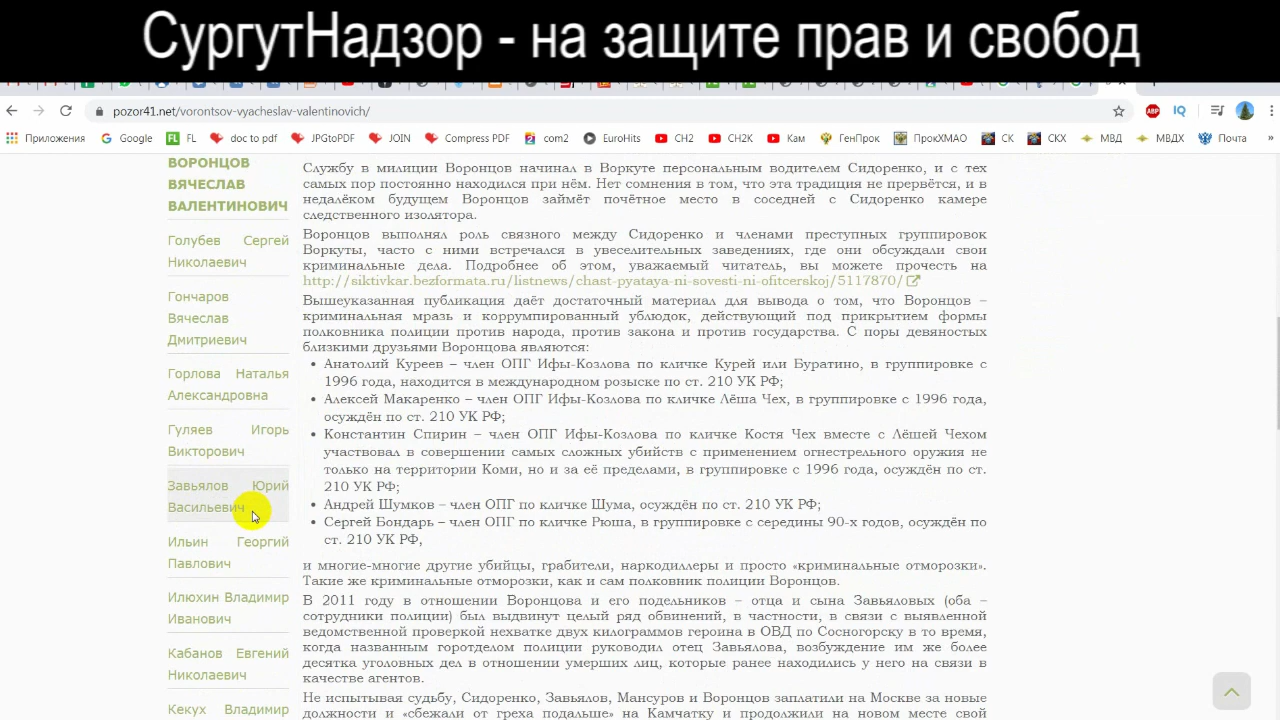 СургутНадзор - на защите прав и свобод
pozor41.net/vorontsov-vyacheslav-valentinovich/
Приложения Google FL FL doc to pdf JPGtoPDF JOIN Compress PDF com2 EuroHits CH2 CH2K Кам ГенПрок ПрокХМАО СК СКХ МВД МВДХ Почта »
ВОРОНЦОВ
ВЯЧЕСЛАВ
ВАЛЕНТИНОВИЧ
Голубев Сергей
Николаевич
Гончаров
Вячеслав
Дмитриевич
Горлова Наталья
Александровна
Гуляев Игорь
Викторович
Завьялов Юрий
Васильевич
Ильин Георгий
Павлович
Илюхин Владимир
Иванович
Кабанов Евгений
Николаевич
Кекух Владимир
Службу в милиции Воронцов начинал в Воркуте персональным водителем Сидоренко, и с тех
самых пор постоянно находился при нём. Нет сомнения в том, что эта традиция не прервётся, и в
недалёком будущем Воронцов займёт почётное место в соседней с Сидоренко камере
следственного изолятора.
Воронцов выполнял роль связного между Сидоренко и членами преступных группировок
Воркуты, часто с ними встречался в увеселительных заведениях, где они обсуждали свои
криминальные дела. Подробнее об этом, уважаемый читатель, вы можете прочесть на
http://siktivkar.bezformata.ru/listnews/chast-pyataya-ni-sovesti-ni-ofitcerskoj/5117870/
Вышеуказанная публикация даёт достаточный материал для вывода о том, что Воронцов –
криминальная мразь и коррумпированный ублюдок, действующий под прикрытием формы
полковника полиции против народа, против закона и против государства. С поры девяностых
близкими друзьями Воронцова являются:
• Анатолий Куреев – член ОПГ Ифы-Козлова по кличке Курей или Буратино, в группировке с
1996 года, находится в международном розыске по ст. 210 УК РФ;
• Алексей Макаренко – член ОПГ Ифы-Козлова по кличке Лёша Чех, в группировке с 1996 года,
осуждён по ст. 210 УК РФ;
• Константин Спирин – член ОПГ Ифы-Козлова по кличке Костя Чех вместе с Лёшей Чехом
участвовал в совершении самых сложных убийств с применением огнестрельного оружия не
только на территории Коми, но и за её пределами, в группировке с 1996 года, осуждён по ст.
210 УК РФ;
• Андрей Шумков – член ОПГ по кличке Шума, осуждён по ст. 210 УК РФ;
• Сергей Бондарь – член ОПГ по кличке Рюша, в группировке с середины 90-х годов, осуждён по
ст. 210 УК РФ,
и многие-многие другие убийцы, грабители, наркодиллеры и просто «криминальные отморозки».
Такие же криминальные отморозки, как и сам полковник полиции Воронцов.
В 2011 году в отношении Воронцова и его подельников – отца и сына Завьяловых (оба –
сотрудники полиции) был выдвинут целый ряд обвинений, в частности, в связи с выявленной
ведомственной проверкой нехватке двух килограммов героина в ОВД по Сосногорску в то время,
когда названным горотделом полиции руководил отец Завьялова, возбуждение им же более
десятка уголовных дел в отношении умерших лиц, которые ранее находились у него на связи в
качестве агентов.
Не испытывая судьбу, Сидоренко, Завьялов, Мансуров и Воронцов заплатили на Москве за новые
должности и «сбежали от греха подальше» на Камчатку и продолжили на новом месте свой